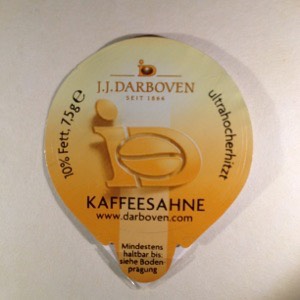 J.J.DARBOVEN
SEIT 1866
10% Fett, 7,5g e
ultrahocherhitzt
KAFFEESAHNE
www.darboven.com
Mindestens
haltbar bis:
siehe Boden-
prägung